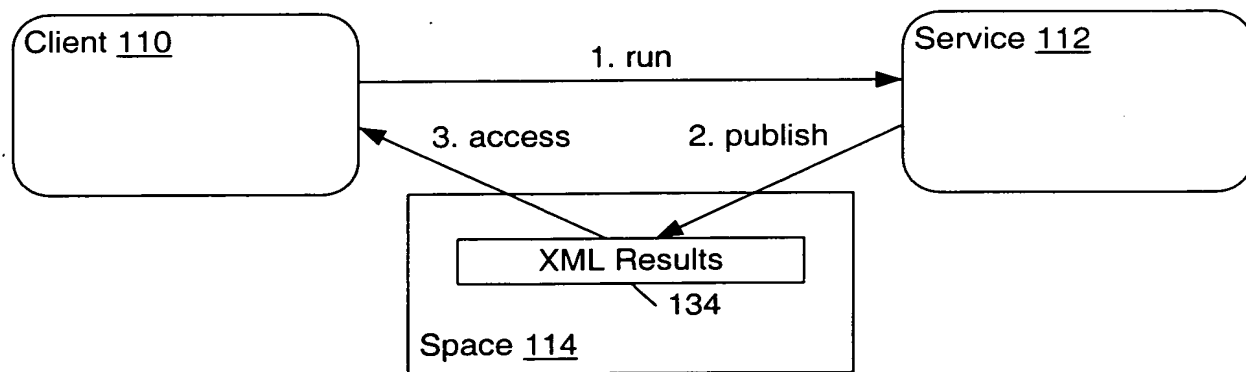 Client 110
Service 112
1. run
3. access
2. publish
XML Results
134
Space 114